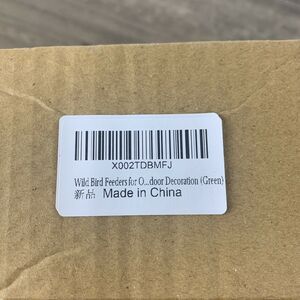 X002TDBMFJ
Wild Bird Feeders for O...door Decoration (Green)
新品 Made in China